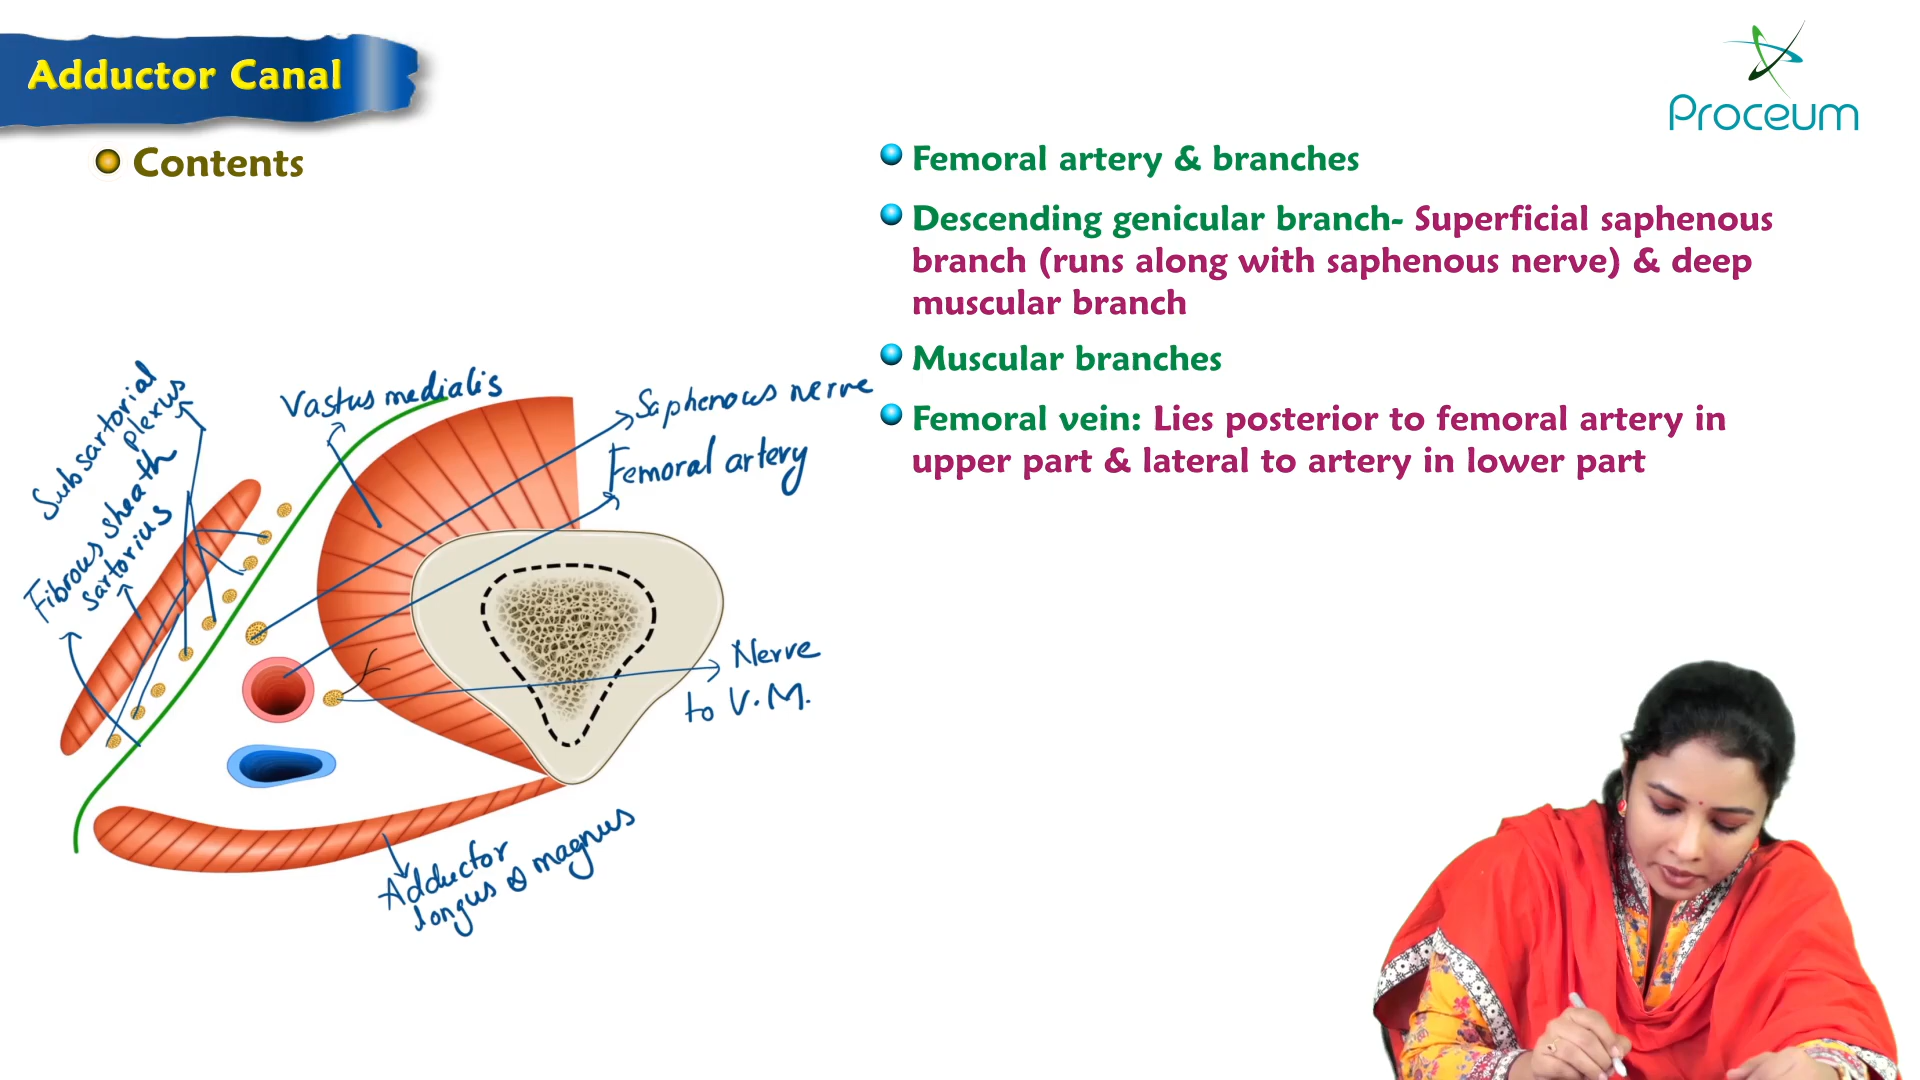 Adductor Canal
Proceum
Contents
Femoral artery & branches
Descending genicular branch- Superficial saphenous
branch (runs along with saphenous nerve) & deep
muscular branch
Muscular branches
Femoral vein: Lies posterior to femoral artery in
upper part & lateral to artery in lower part
Subsartorial
plexus
Fibrous sheath
sartorius
Vastus medialis
Saphenous nerve
Femoral artery
Nerve
to V.M.
Adductor
longus & magnus